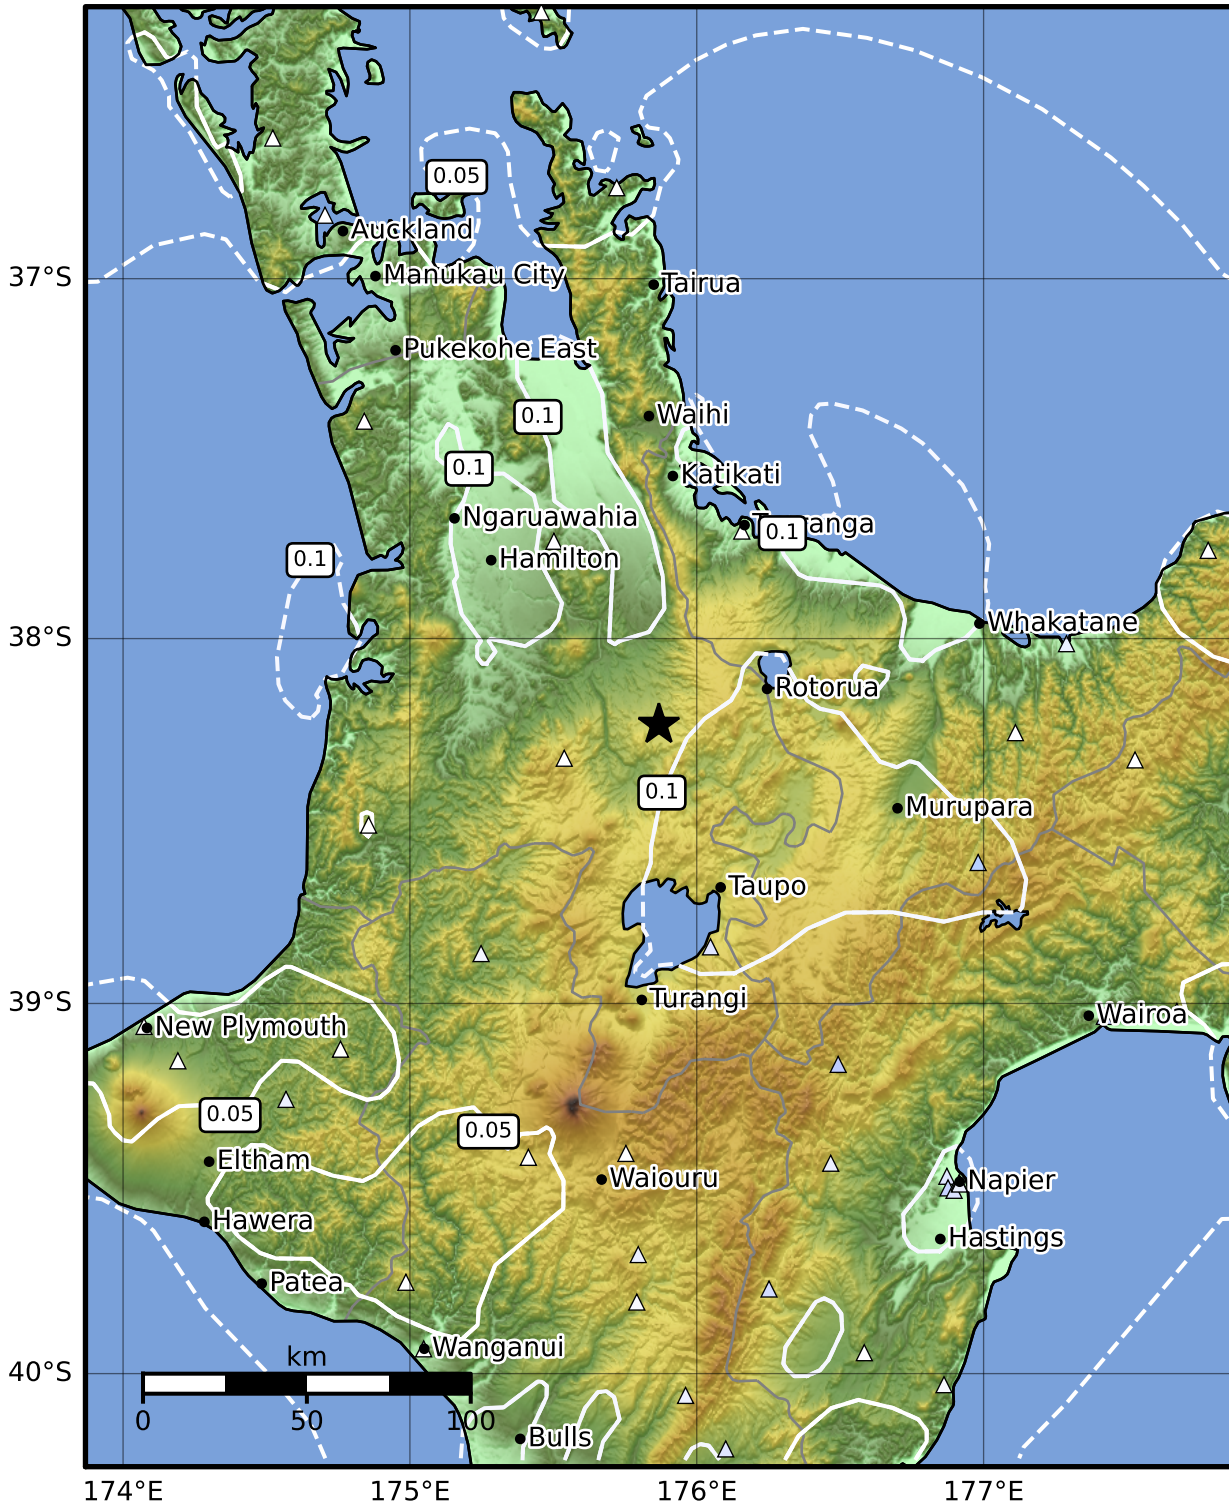 0.05
Auckland
Manukau City
37°S
Tairua
Pukekohe East
0.1
Waihi
0.1
Katikati
Ngaruawahia
0.1
Hamilton
0.1
38°S
Whakatane
Rotorua
0.1
Murupara
Taupo
39°S
Turangi
Wairoa
New Plymouth
0.05
0.05
Eltham
Waiouru
Napier
Hawera
Hastings
Patea
Wanganui
km
40°S
0
50
100
Bulls
174°E
175°E
176°E
177°E